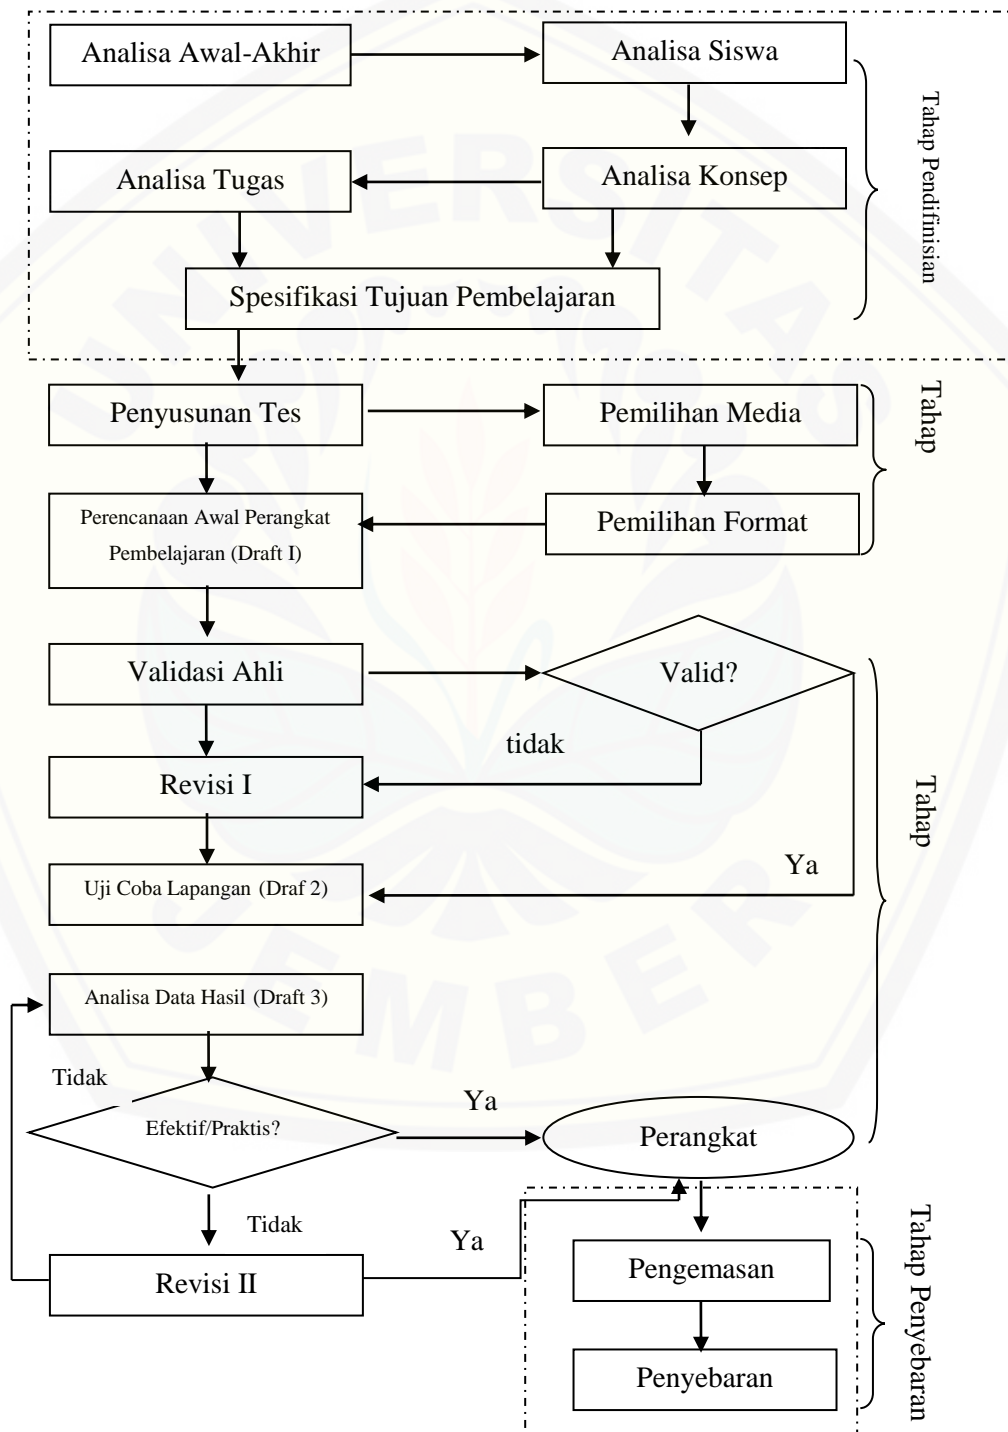 Analisa Awal-Akhir
Analisa Siswa
Analisa Tugas
Analisa Konsep
Spesifikasi Tujuan Pembelajaran
Tahap Pendifinisian
Penyusunan Tes
Pemilihan Media
Perencanaan Awal Perangkat
Pembelajaran (Draft I)
Pemilihan Format
Tahap
Validasi Ahli
Valid?
tidak
Revisi I
Ya
Uji Coba Lapangan (Draf 2)
Tahap
Analisa Data Hasil (Draft 3)
Tidak
Efektif/Praktis?
Ya
Perangkat
Tidak
Ya
Revisi II
Pengemasan
Penyebaran
Tahap Penyebaran
UNIVERSITAS
JEMBER